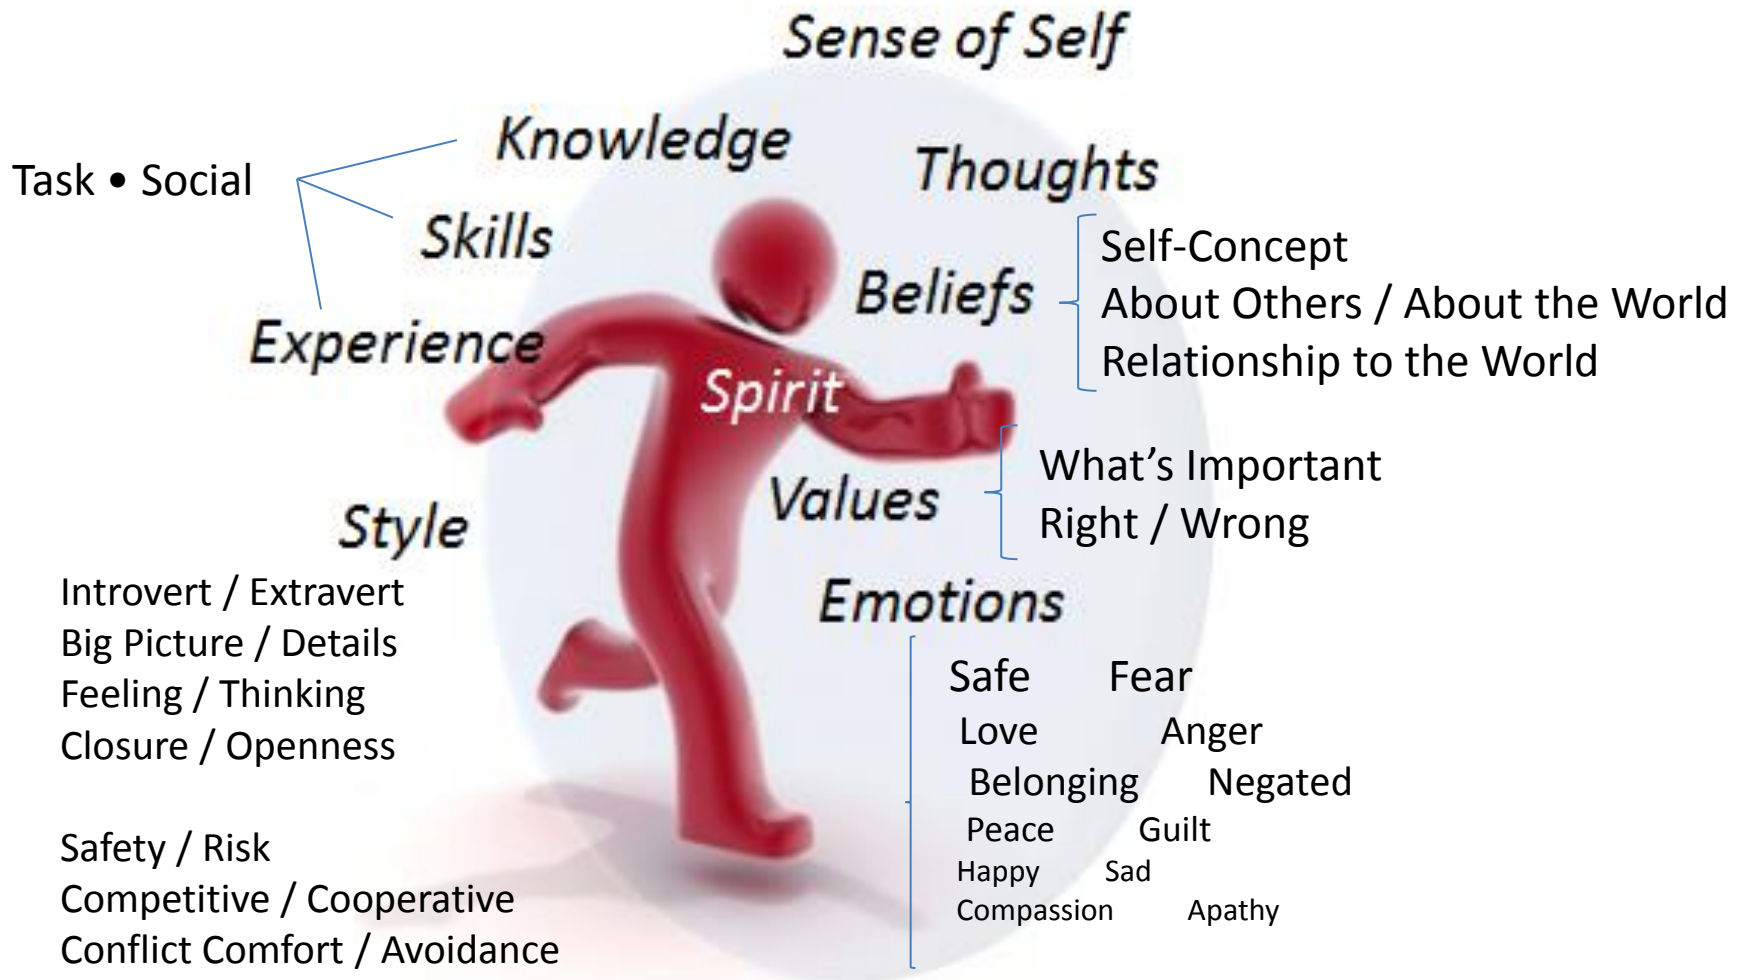 Sense of Self
Knowledge
Thoughts
Task • Social
Skills
Self-Concept
Beliefs
About Others / About the World
Experience
Relationship to the World
Spirit
What’s Important
Values
Right / Wrong
Style
Introvert / Extravert
Big Picture / Details
Feeling / Thinking
Closure / Openness
Safety / Risk
Competitive / Cooperative
Conflict Comfort / Avoidance
Emotions
Safe Fear
Love Anger
Belonging Negated
Peace Guilt
Happy Sad
Compassion Apathy